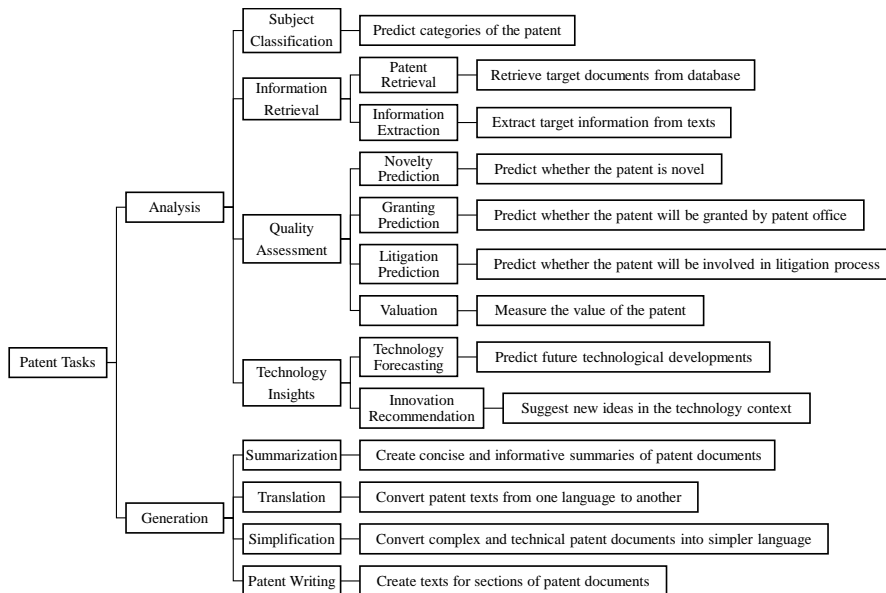 Subject
Classification
Predict categories of the patent
Information
Retrieval
Patent
Retrieval
Retrieve target documents from database
Information
Extraction
Extract target information from texts
Novelty
Prediction
Predict whether the patent is novel
Analysis
Quality
Assessment
Granting
Prediction
Predict whether the patent will be granted by patent office
Litigation
Prediction
Predict whether the patent will be involved in litigation process
Valuation
Measure the value of the patent
Patent Tasks
Technology
Insights
Technology
Forecasting
Predict future technological developments
Innovation
Recommendation
Suggest new ideas in the technology context
Summarization
Create concise and informative summaries of patent documents
Translation
Convert patent texts from one language to another
Generation
Simplification
Convert complex and technical patent documents into simpler language
Patent Writing
Create texts for sections of patent documents